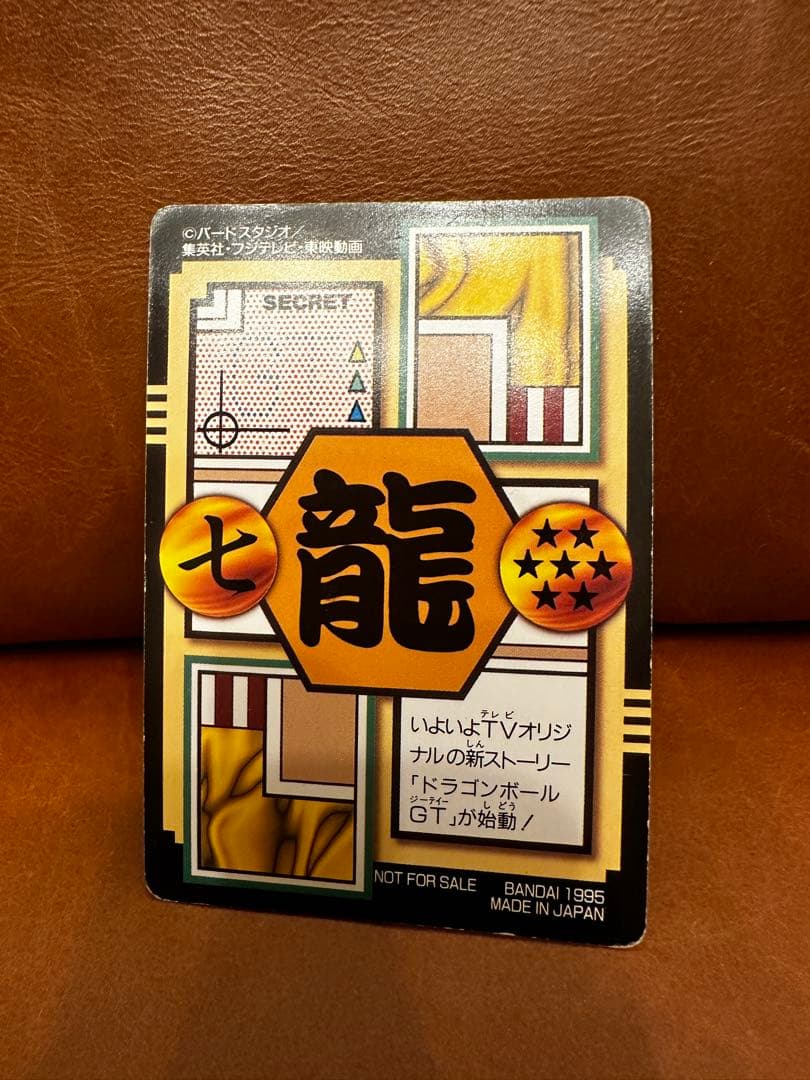 ©バードスタジオ/
集英社・フジテレビ・東映動画
SECRET
龍
七
いよいよTVオリジ
テレビ
ナルの新ストーリー
しん
「ドラゴンボール
GT」が始動!
ジーティー しどう
NOT FOR SALE BANDAI 1995
MADE IN JAPAN